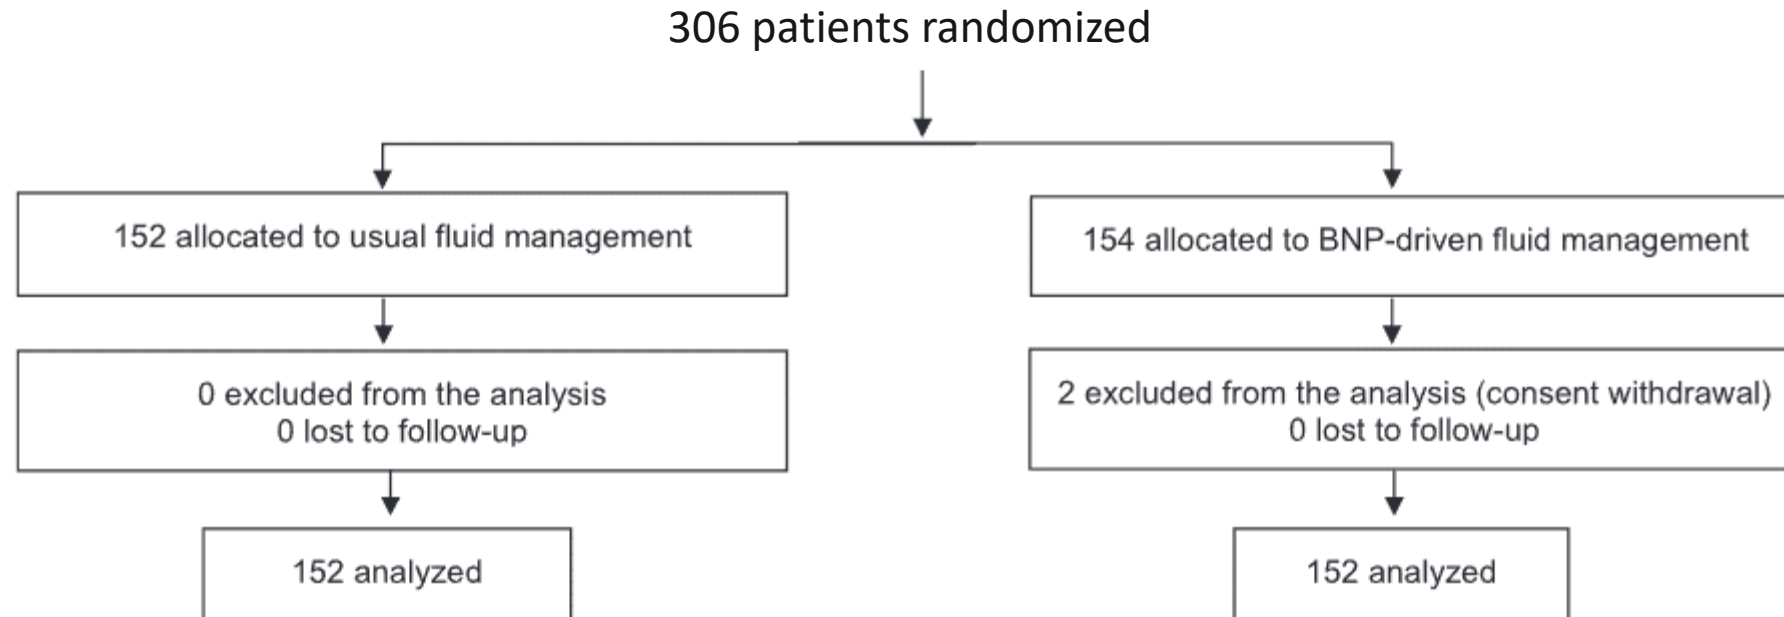 306 patients randomized
152 allocated to usual fluid management
154 allocated to BNP-driven fluid management
0 excluded from the analysis
0 lost to follow-up
2 excluded from the analysis (consent withdrawal)
0 lost to follow-up
152 analyzed
152 analyzed